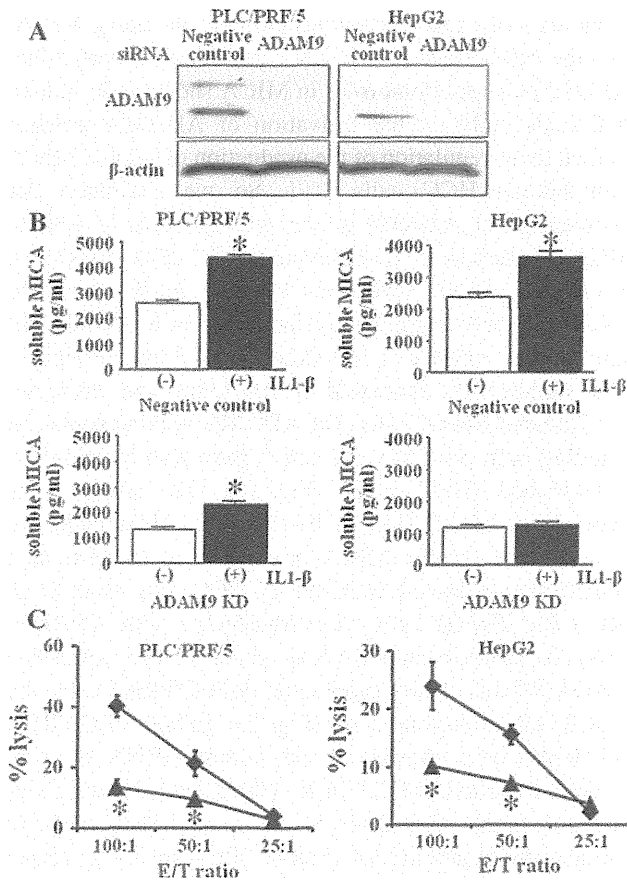 A
PLC/PRF/5 HepG2
siRNA Negative control ADAM9 Negative control ADAM9
ADAM9
β-actin
B
PLC/PRF/5
soluble MICA (pg/ml)
5000
4000
3000
2000
1000
*
(-) (+) IL1-β
Negative control
HepG2
soluble MICA (pg/ml)
4000
3000
2000
1000
0
*
(-) (+) IL1-β
Negative control
soluble MICA (pg/ml)
5000
4000
3000
2000
1000
0
*
(-) (+) IL1-β
ADAM9 KD
soluble MICA (pg/ml)
4000
3000
2000
1000
0
(-) (+) IL1-β
ADAM9 KD
C
PLC/PRF/5
% lysis
60
40
20
0
* *
100:1 50:1 25:1
E/T ratio
HepG2
% lysis
30
20
10
0
* *
100:1 50:1 25:1
E/T ratio